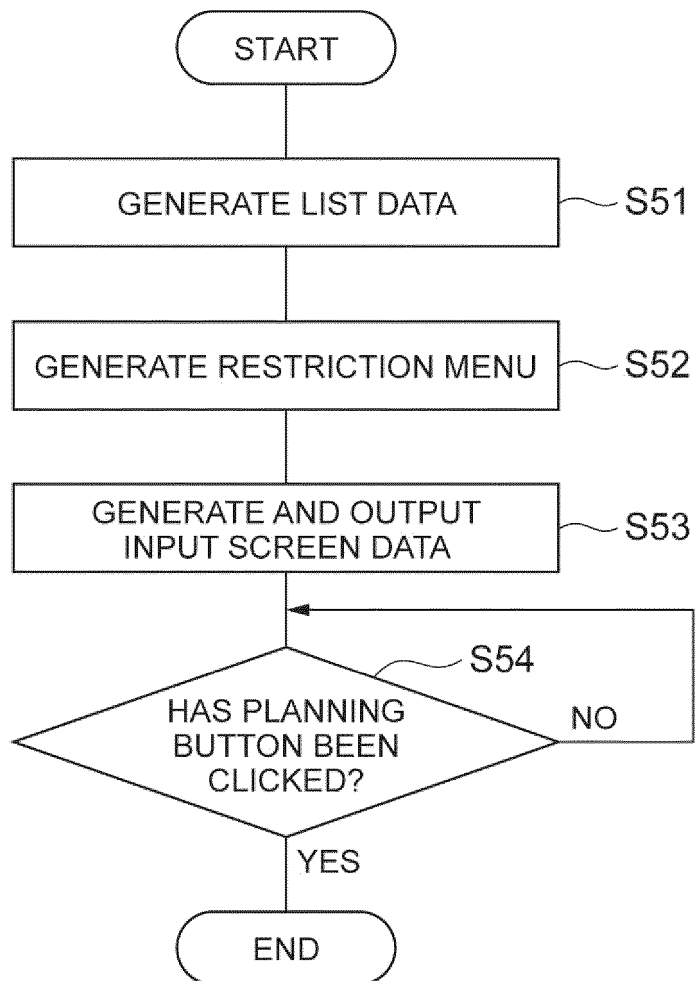 START
GENERATE LIST DATA
S51
GENERATE RESTRICTION MENU
S52
GENERATE AND OUTPUT
INPUT SCREEN DATA
S53
S54
HAS PLANNING
BUTTON BEEN
CLICKED?
NO
YES
END